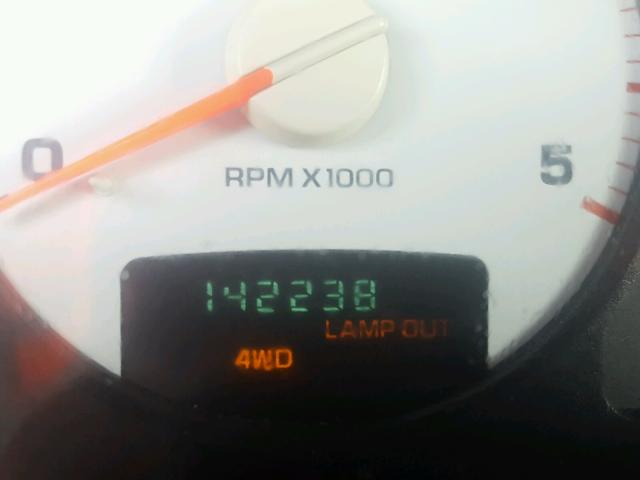 0
5
RPM X1000
142238
LAMP OUT
4WD